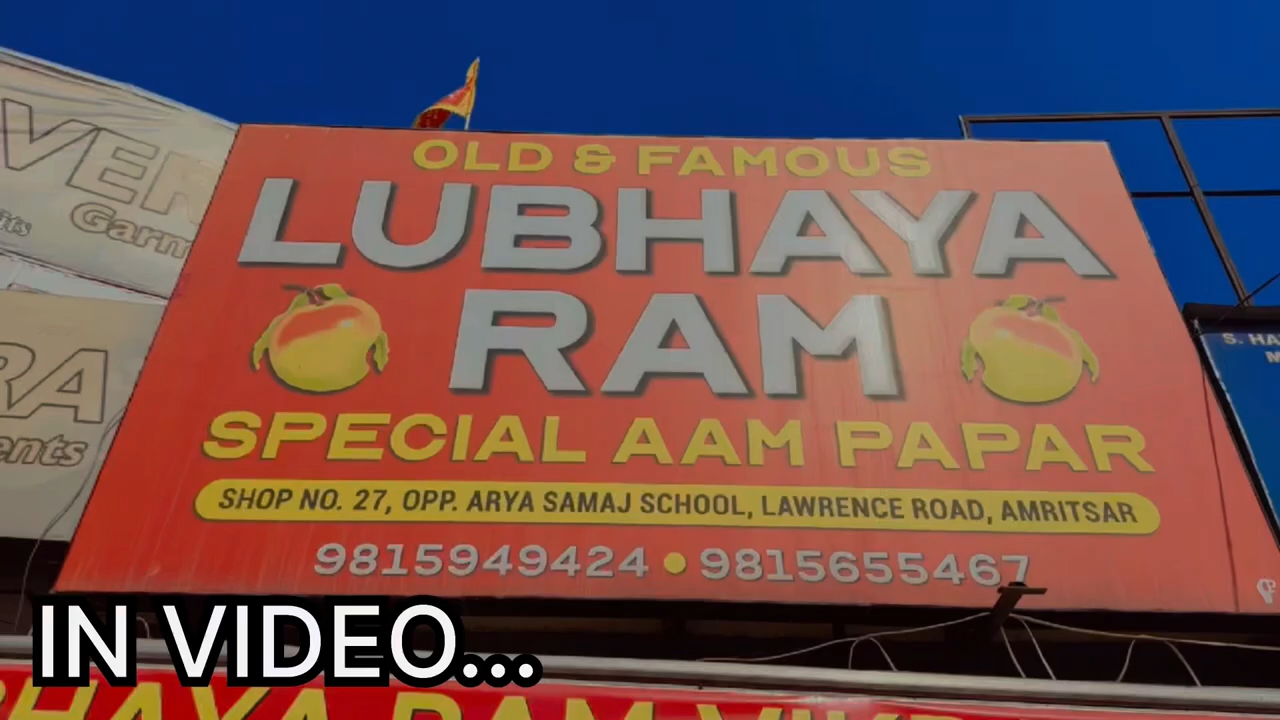 OLD & FAMOUS
LUBHAYA
RAM
SPECIAL AAM PAPAR
SHOP NO. 27, OPP. ARYA SAMAJ SCHOOL, LAWRENCE ROAD, AMRITSAR
9815949424 • 9815655467
IN VIDEO...